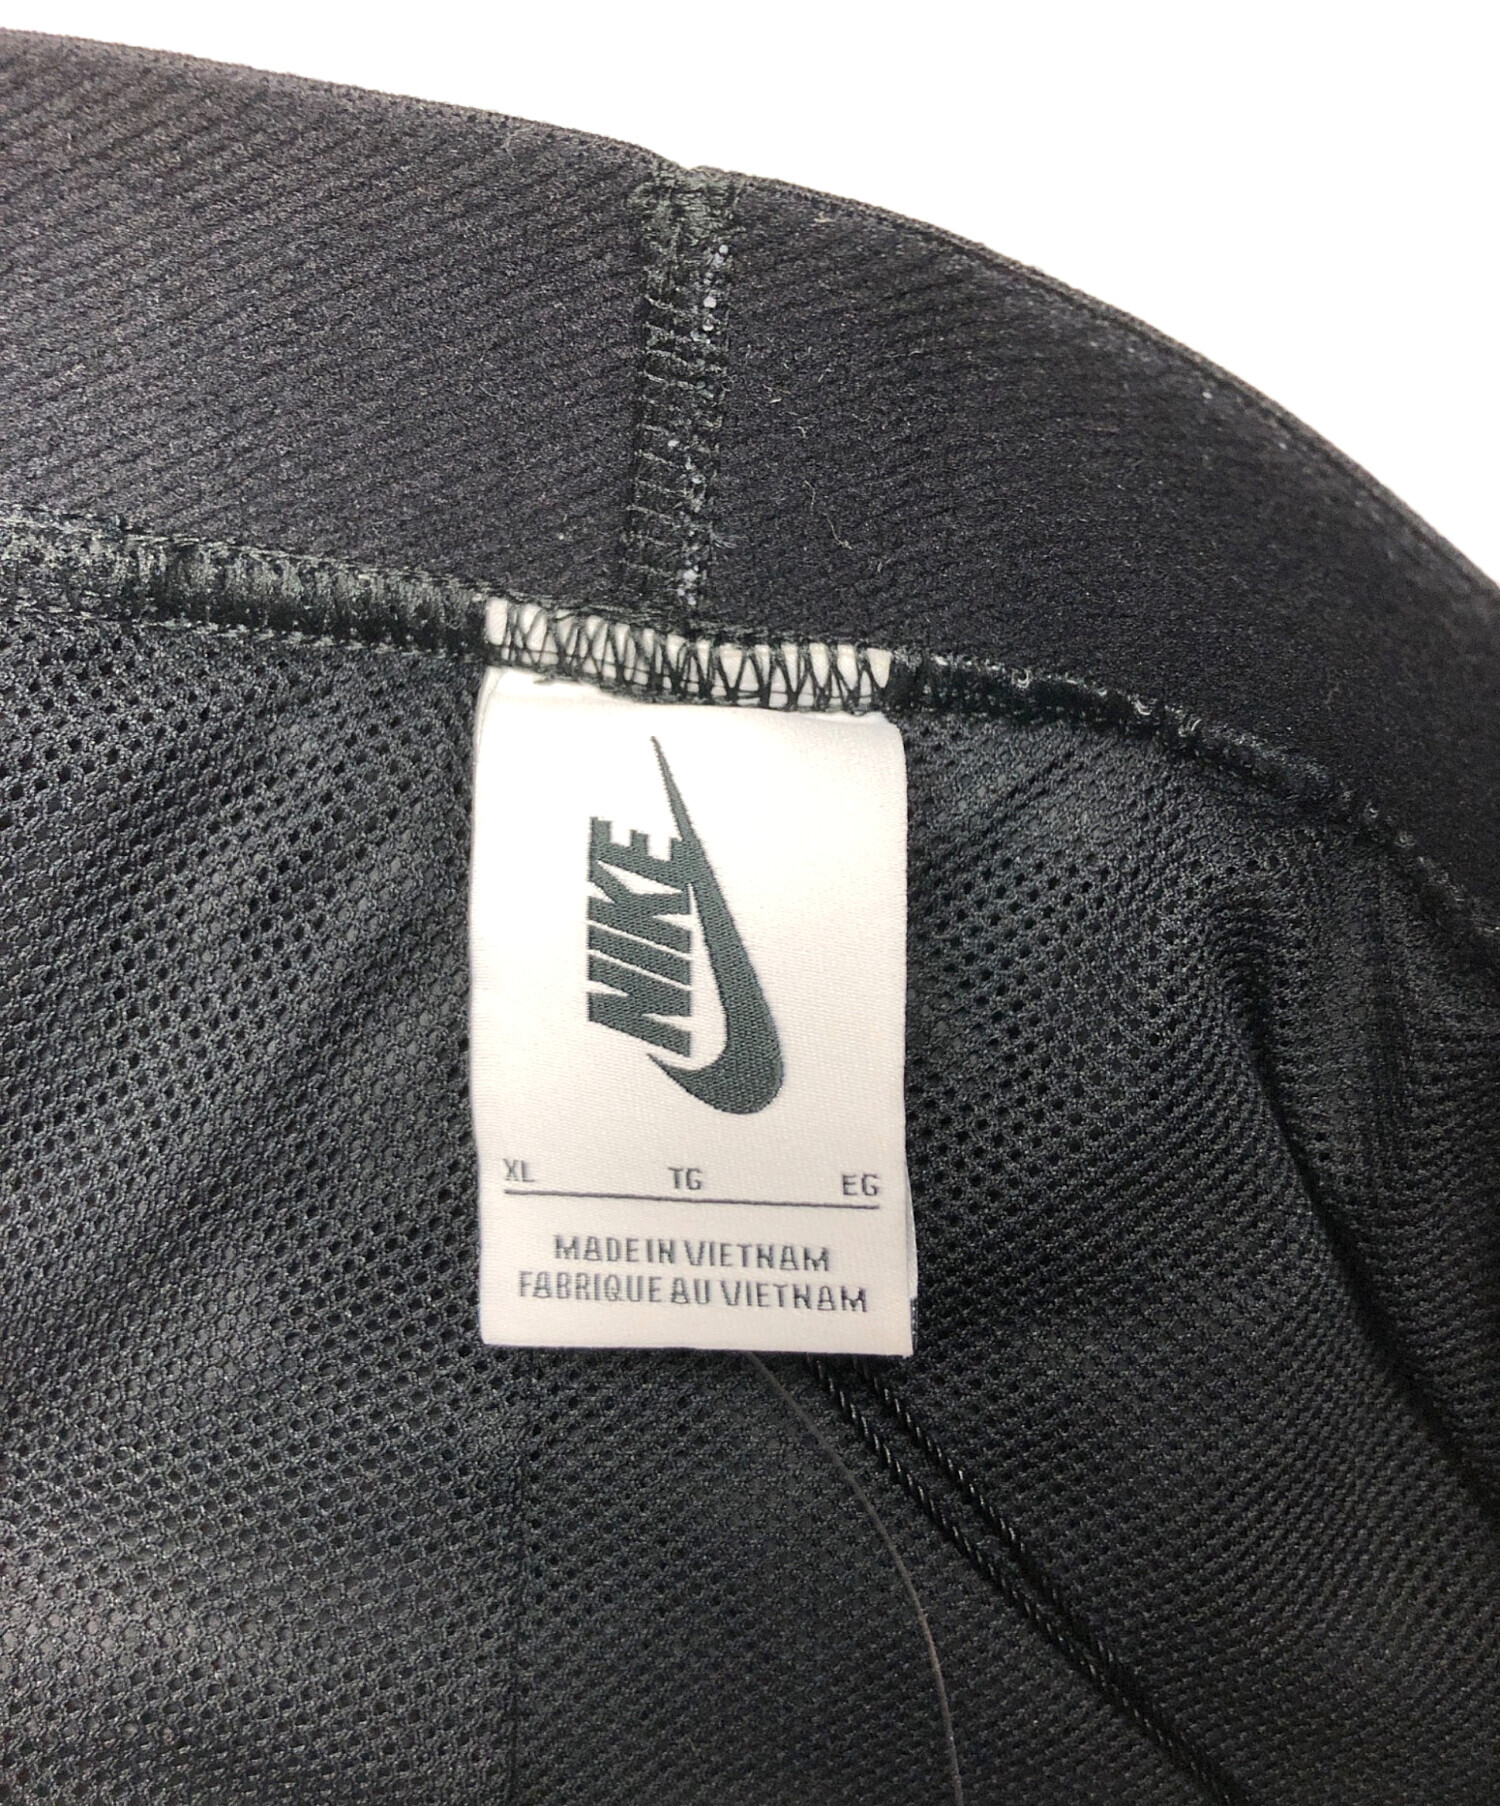 NIKE
XL TG EG
MADE IN VIETNAM
FABRIQUE AU VIETNAM